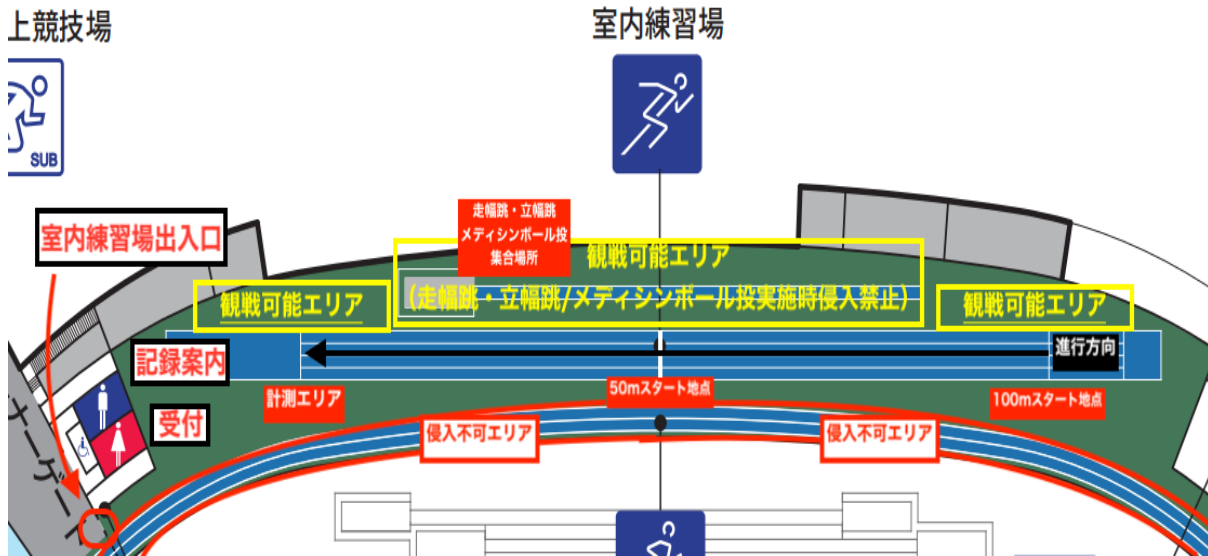 上競技場
室内練習場
SUB
走幅跳・立幅跳
メディシンボール投
集合場所
室内練習場出入口
観戦可能エリア
観戦可能エリア
(走幅跳・立幅跳/メディシンボール投実施時侵入禁止)
観戦可能エリア
記録案内
進行方向
計測エリア
50mスタート地点
100mスタート地点
受付
侵入不可エリア
侵入不可エリア
ナーゲート